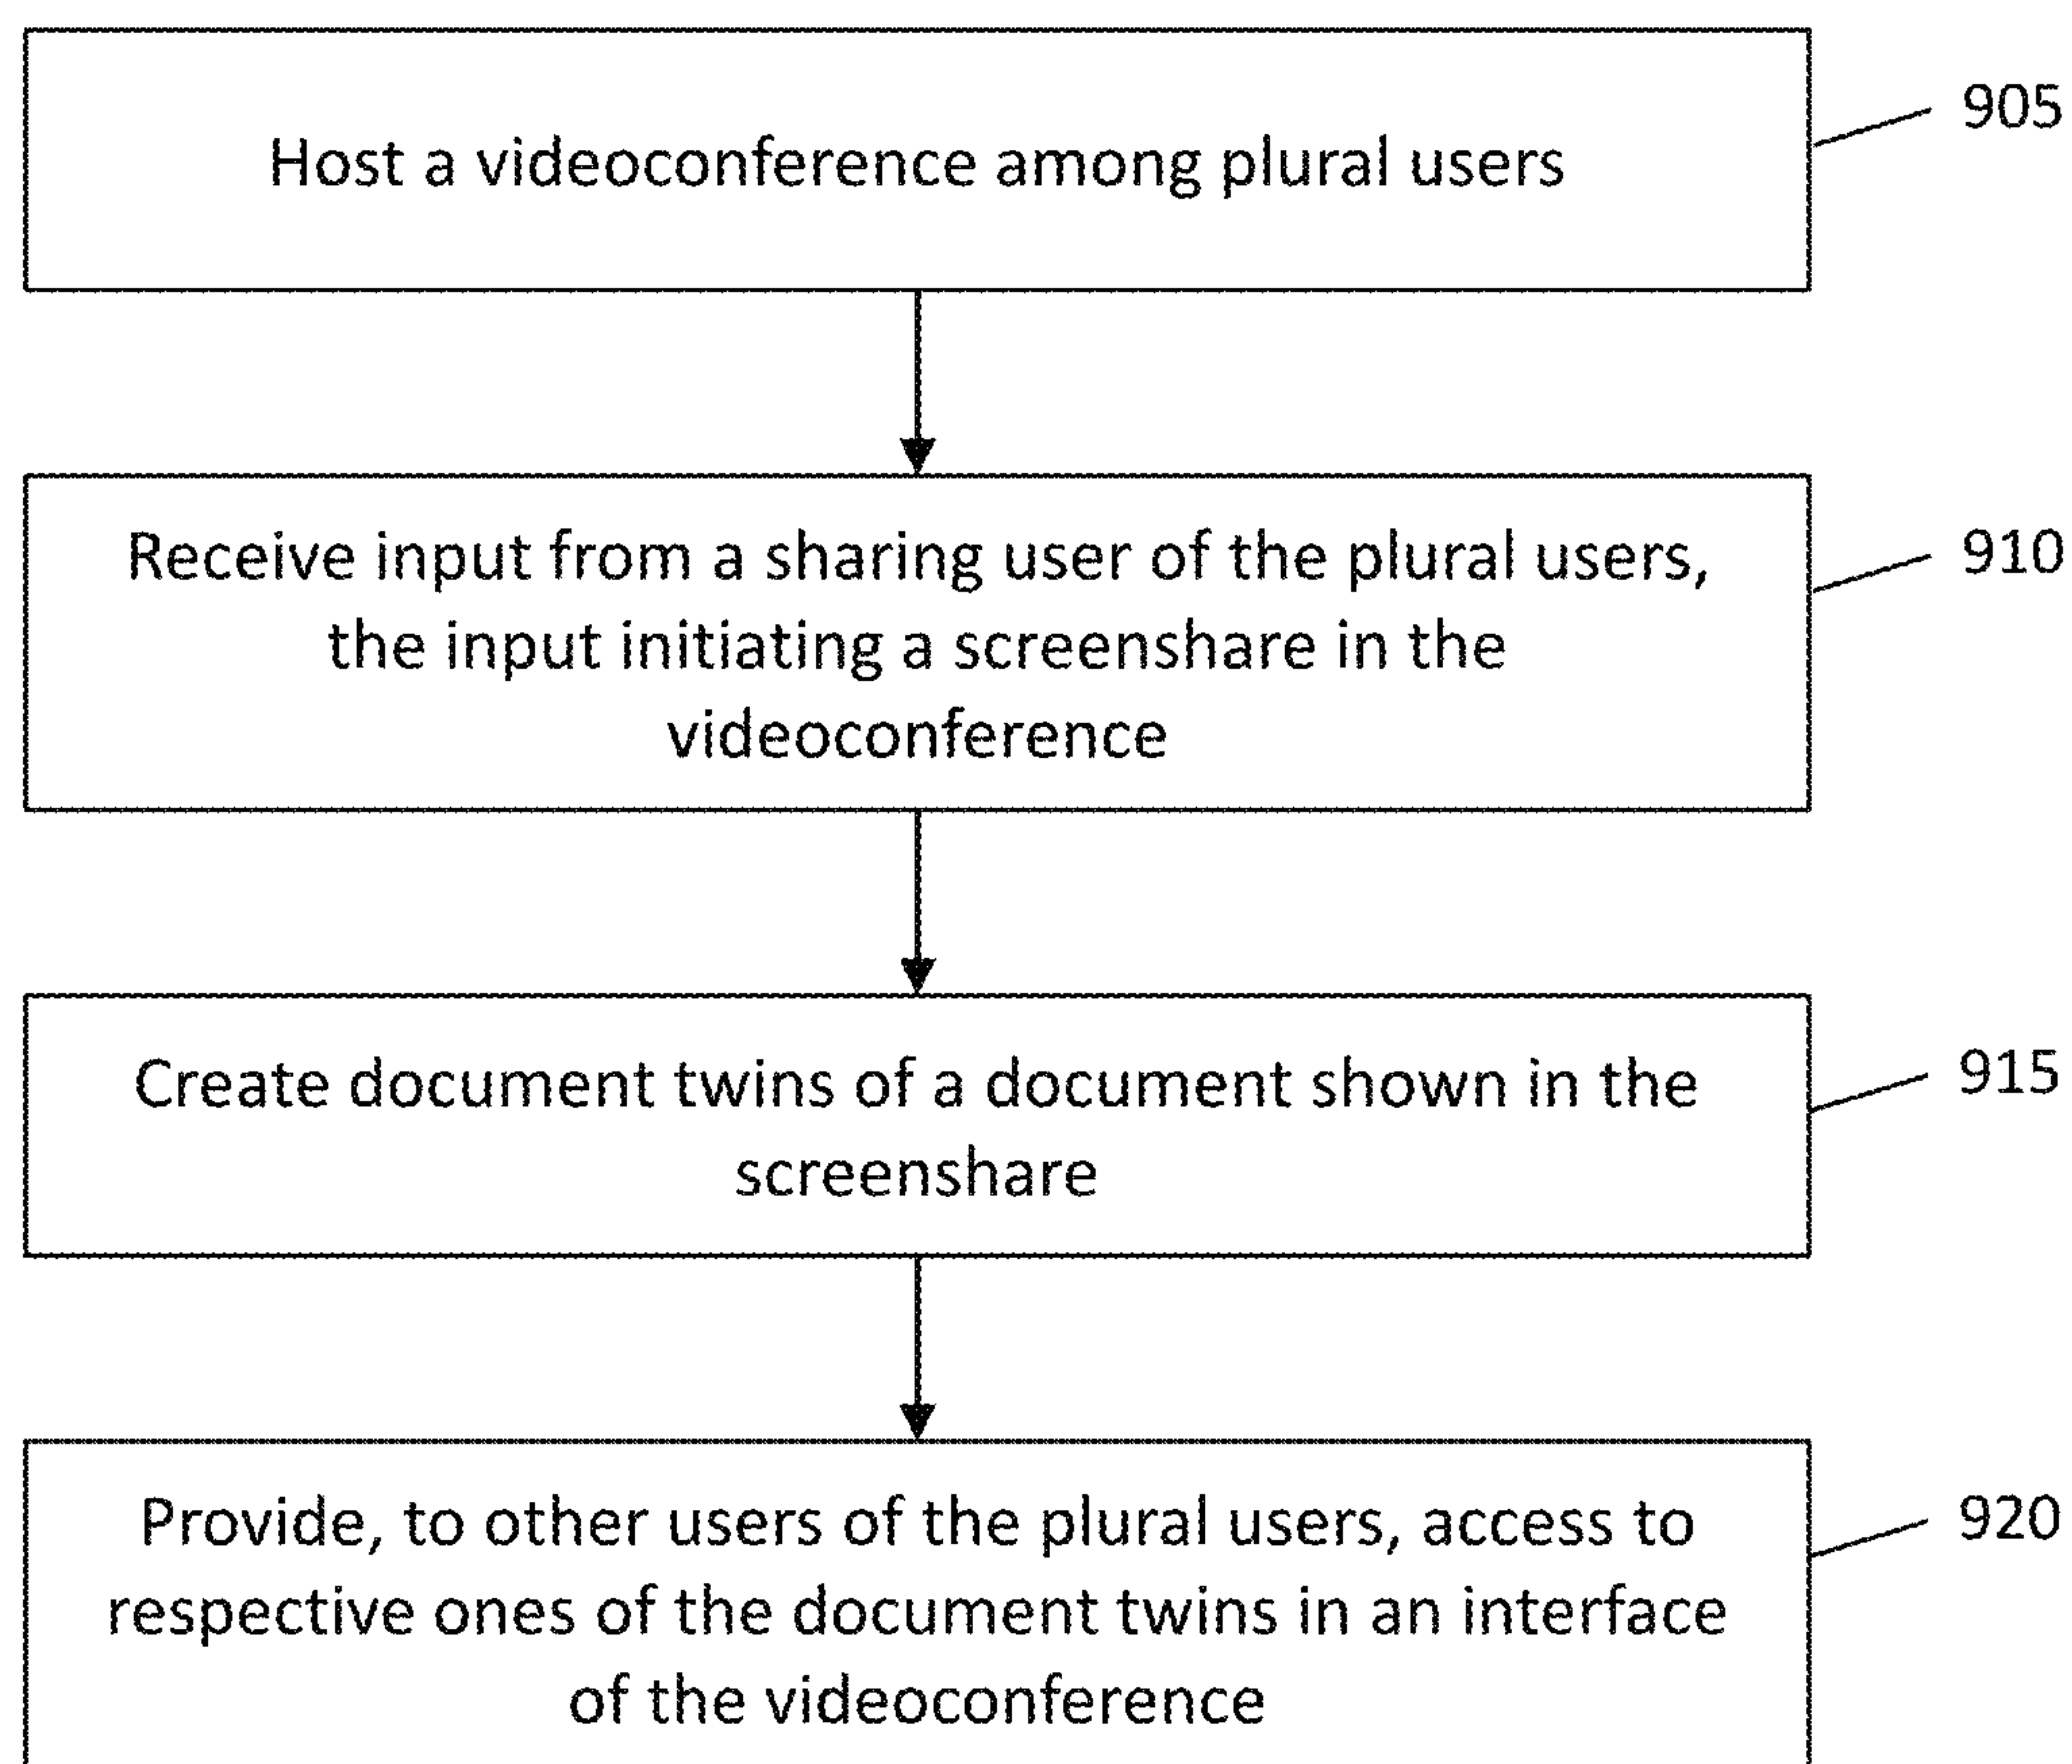 Host a videoconference among plural users
905
Receive input from a sharing user of the plural users,
the input initiating a screenshare in the
videoconference
910
Create document twins of a document shown in the
screenshare
915
Provide, to other users of the plural users, access to
respective ones of the document twins in an interface
of the videoconference
920